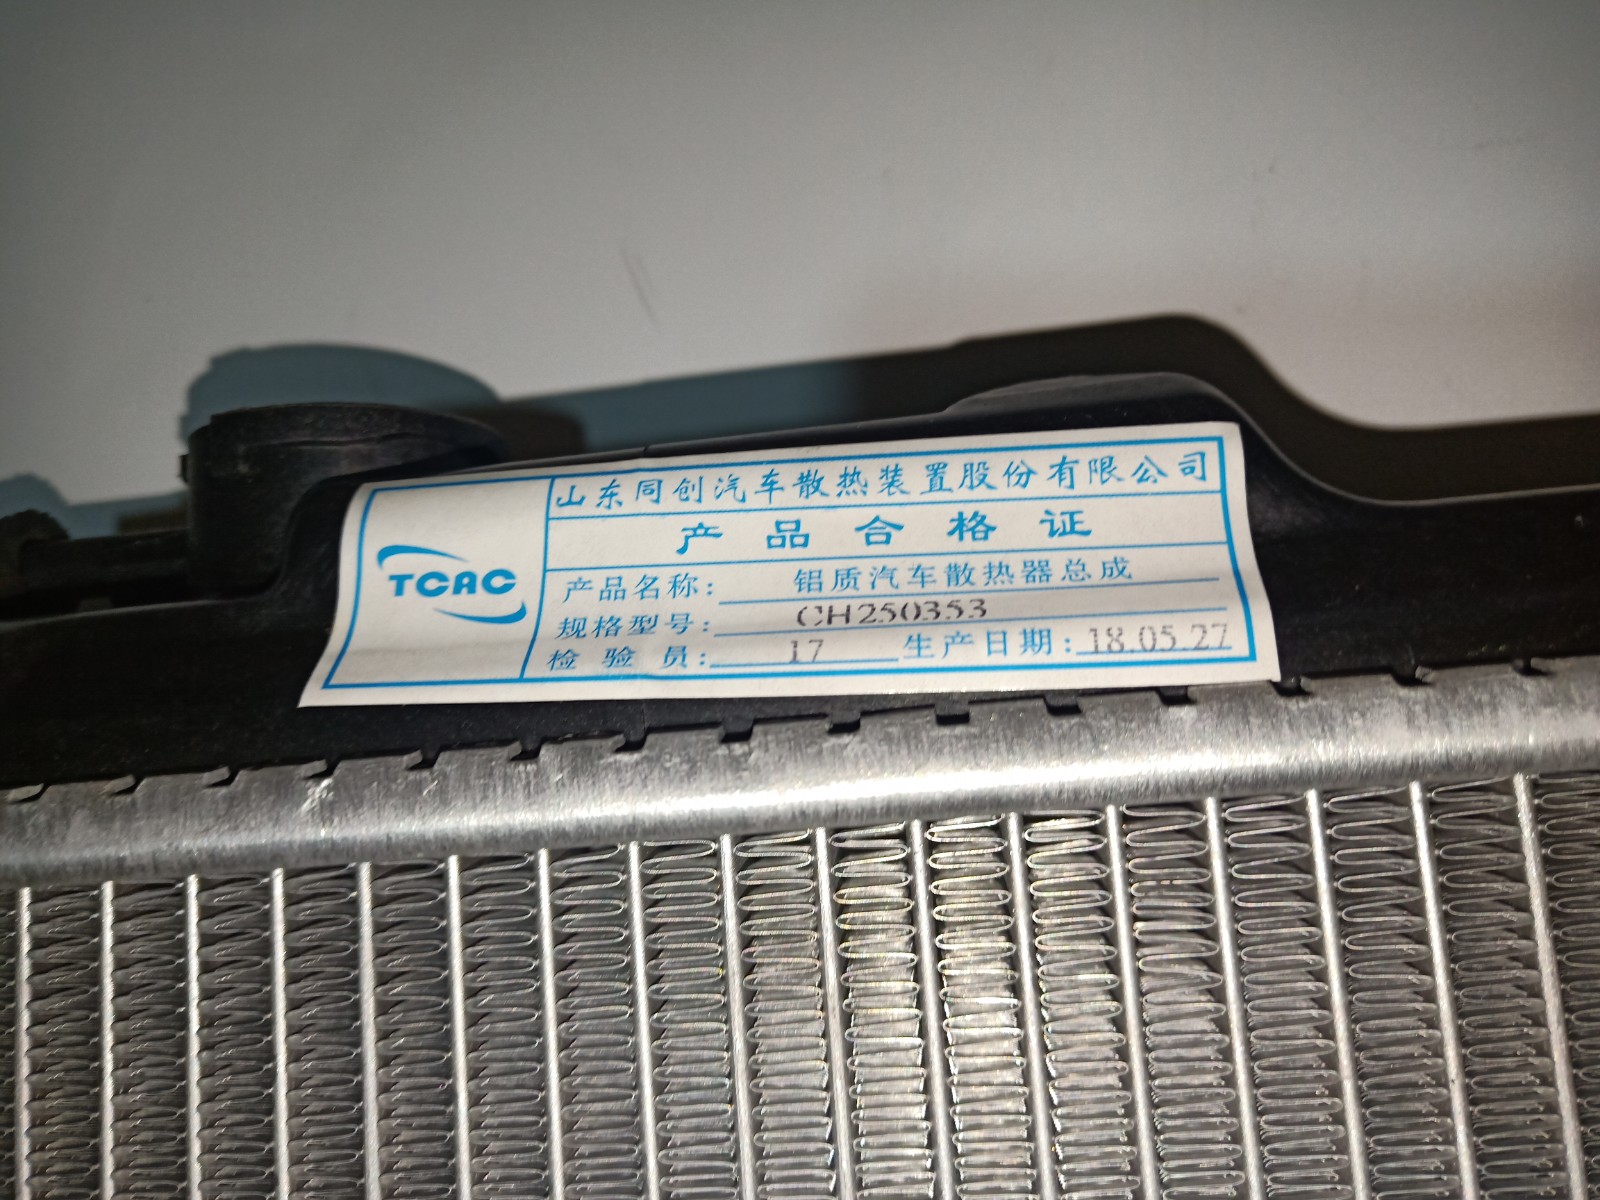 山东同创汽车散热装置股份有限公司
产品合格证
TCAC
产品名称: 铝质汽车散热器总成
规格型号: CH250353
检验员: 17 生产日期: 18.05.27